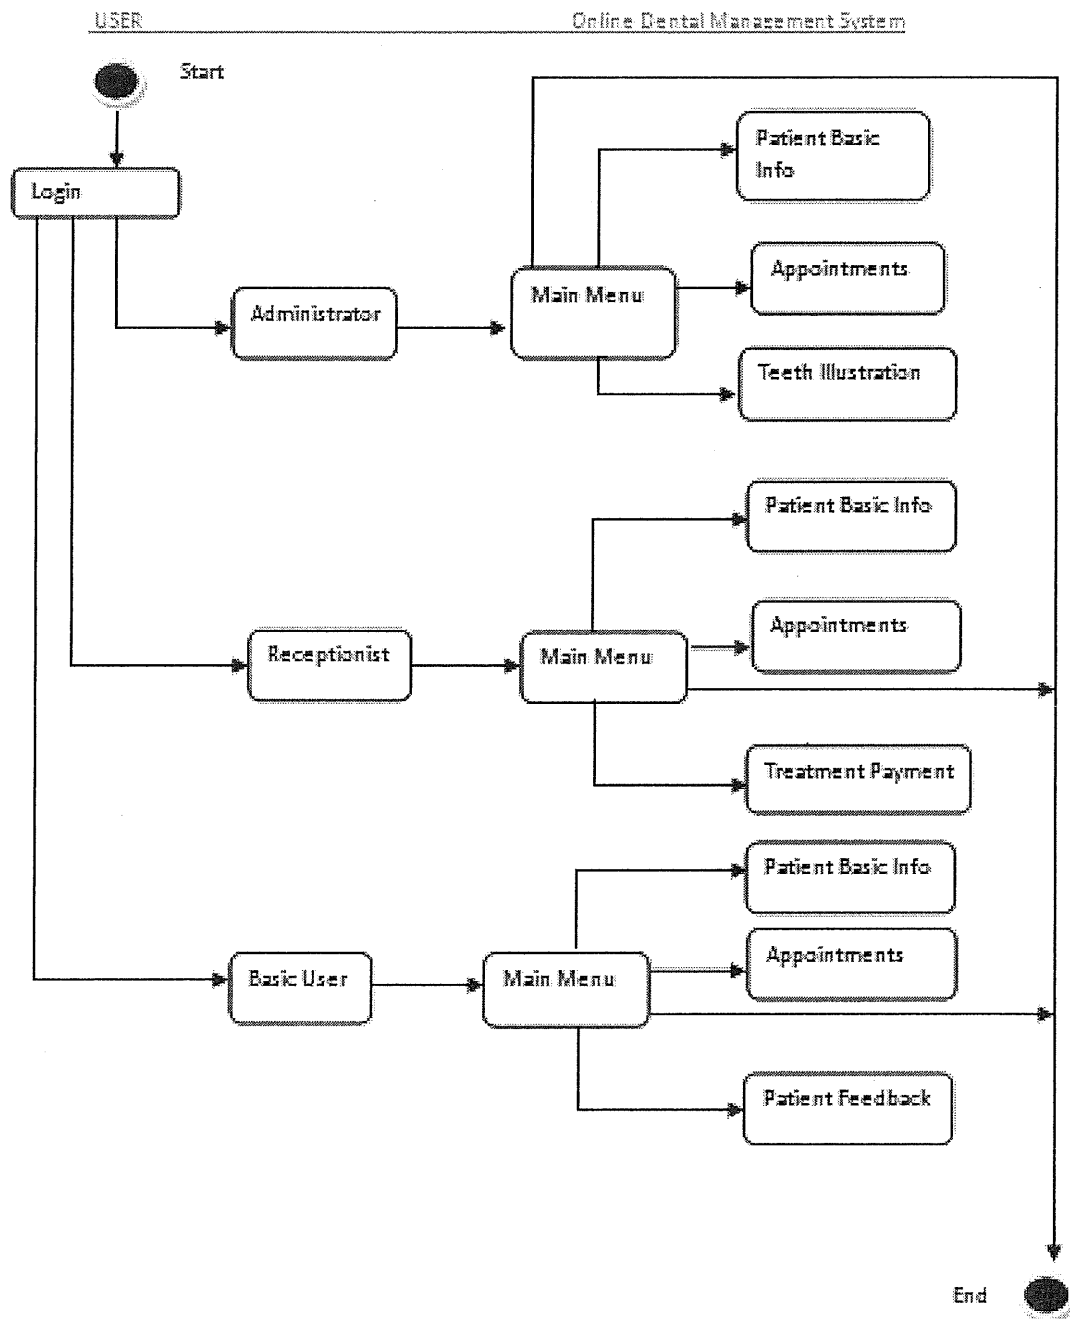 USER Online Dental Management System
Start
Patient Basic
Info
Login
Appointments
Main Menu
Administrator
Teeth Illustration
Patient Basic Info
Appointments
Receptionist
Main Menu
Treatment Payment
Patient Basic Info
Appointments
Basic User
Main Menu
Patient Feedback
End